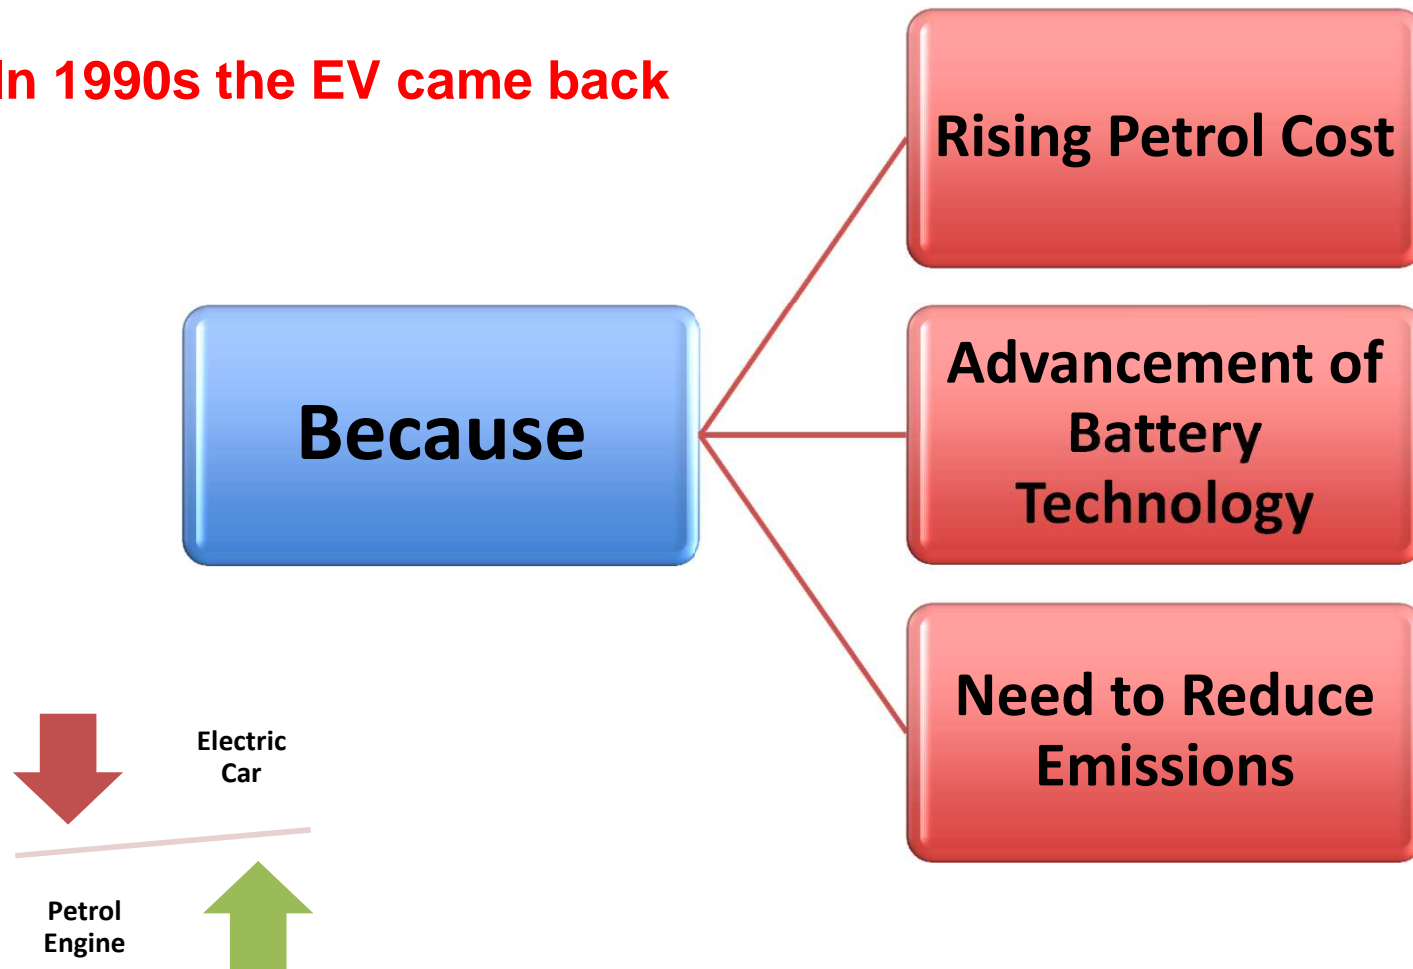 In 1990s the EV came back
Rising Petrol Cost
Because
Advancement of
Battery
Technology
Need to Reduce
Emissions
Electric
Car
Petrol
Engine